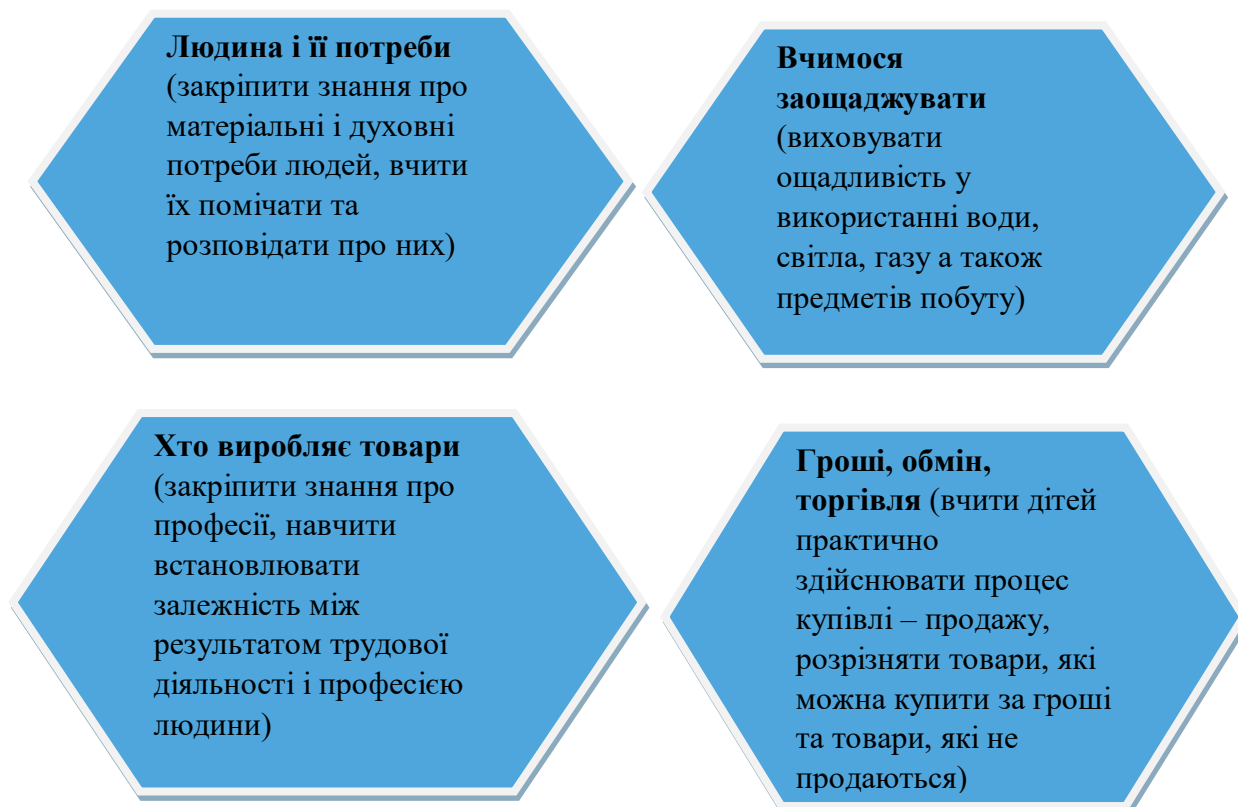 Людина і її потреби
(закріпити знання про
матеріальні і духовні
потреби людей, вчити
їх помічати та
розповідати про них)
Вчимося
заощаджувати
(виховувати
ощадливість у
використанні води,
світла, газу а також
предметів побуту)
Хто виробляє товари
(закріпити знання про
професії, навчити
встановлювати
залежність між
результатом трудової
діяльності і професією
людини)
Гроші, обмін,
торгівля (вчити дітей
практично
здійснювати процес
купівлі – продажу,
розрізняти товари, які
можна купити за гроші
та товари, які не
продаються)